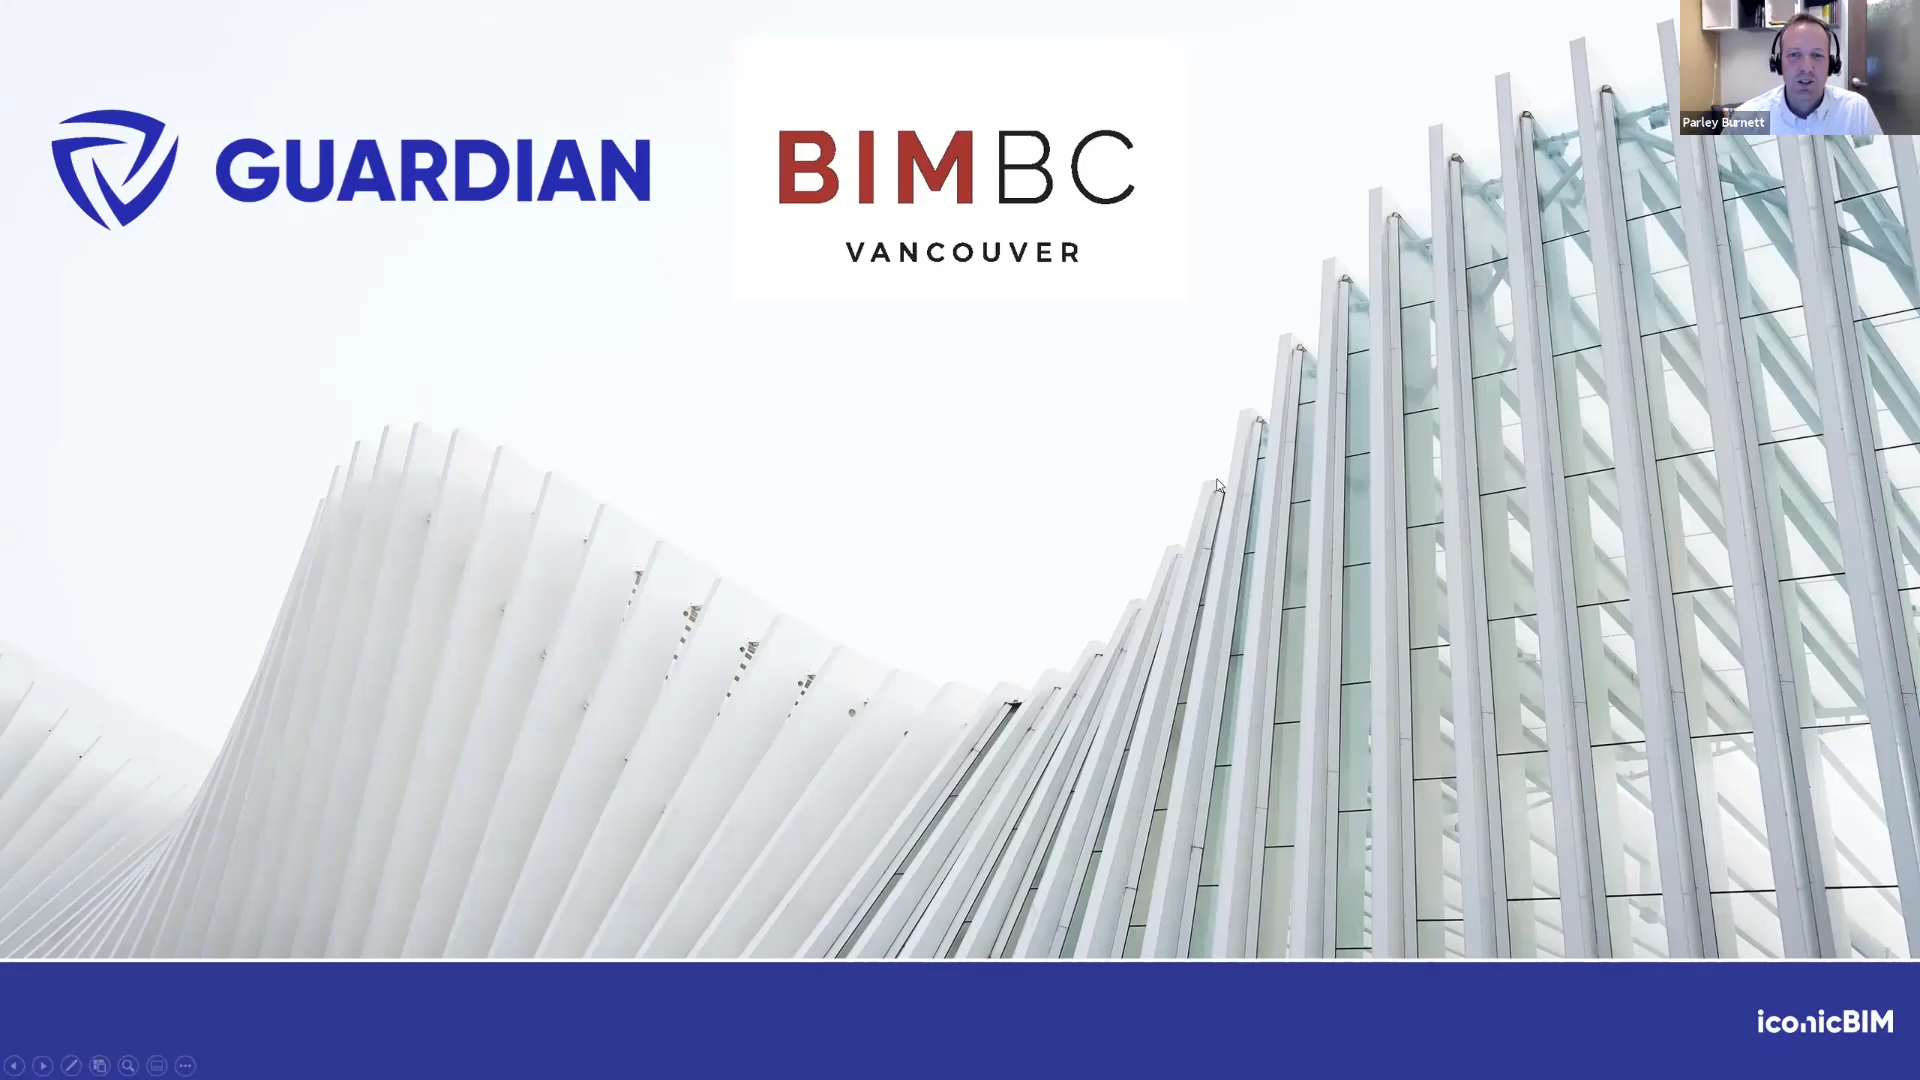 GUARDIAN
BIMBC
VANCOUVER
Parley Burnett
iconicBIM